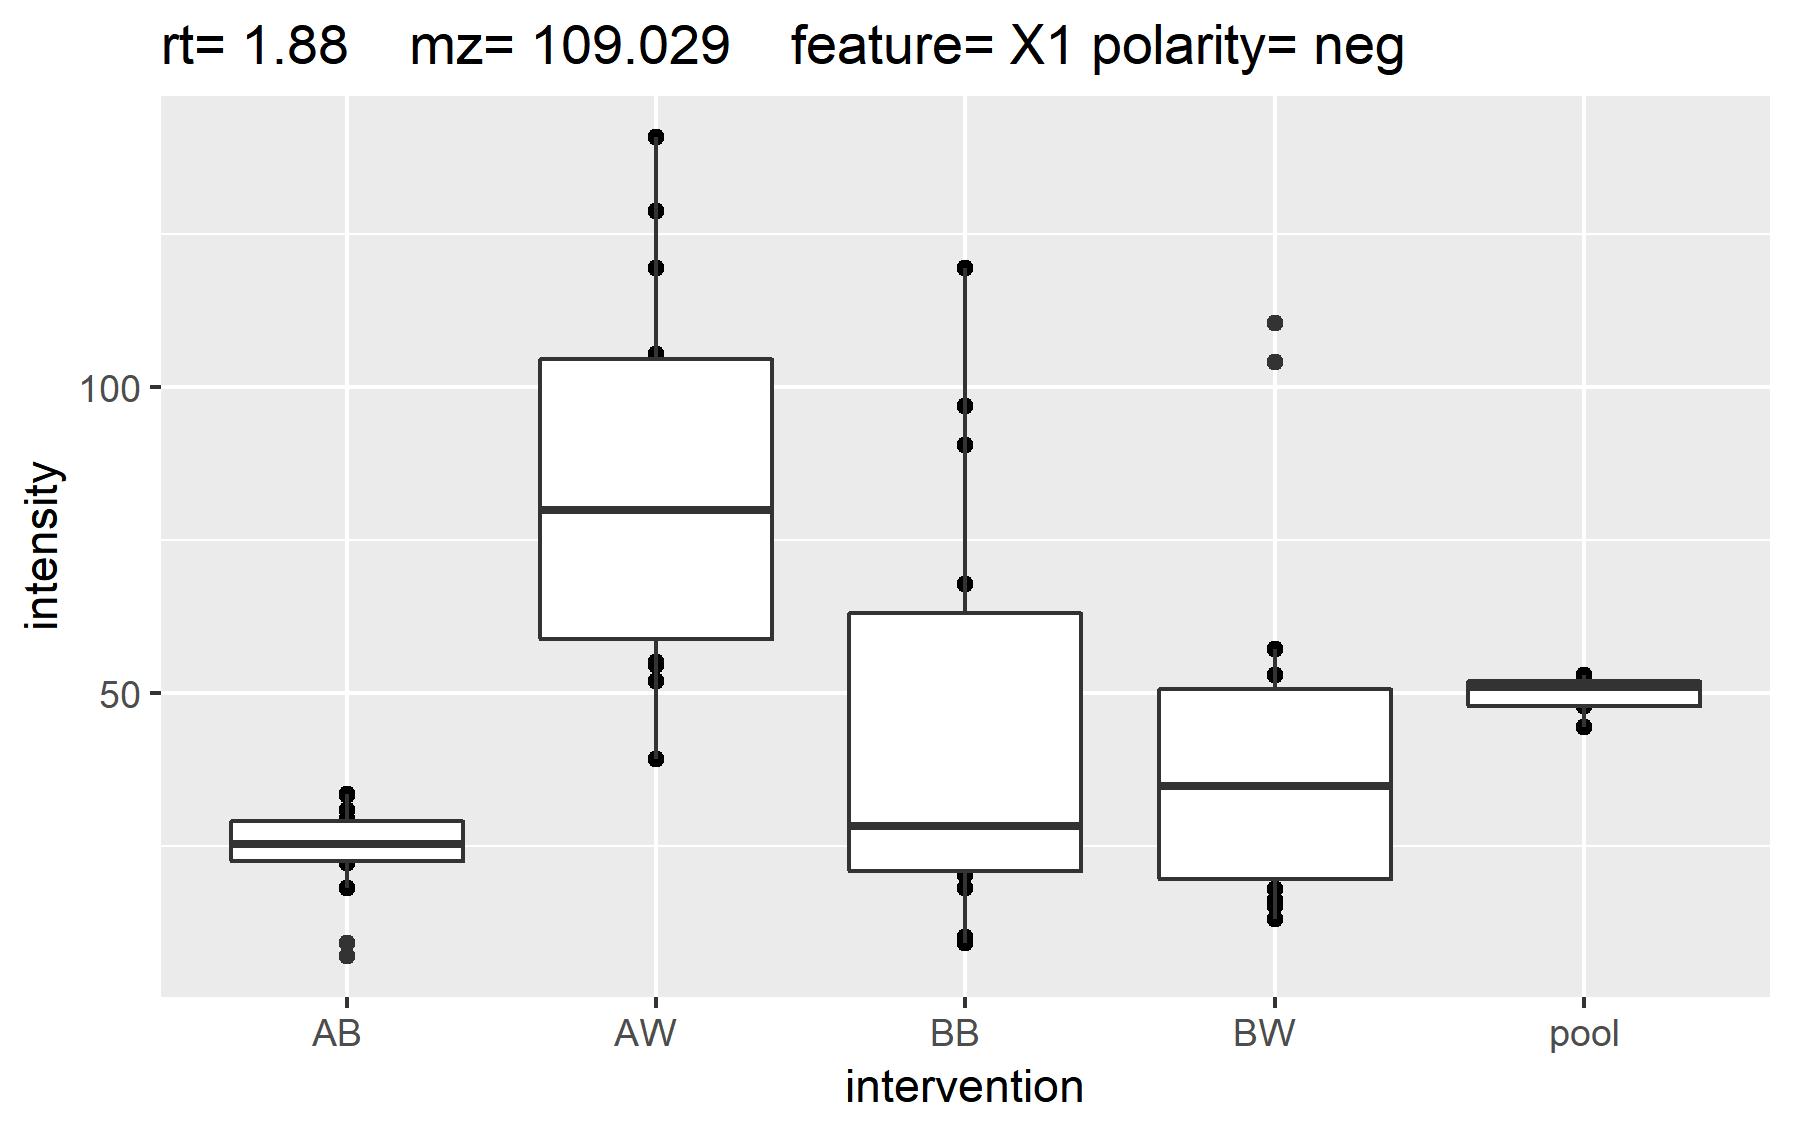 rt= 1.88    mz= 109.029    feature= X1 polarity= neg
intensity
100
50
AB AW BB BW pool
intervention